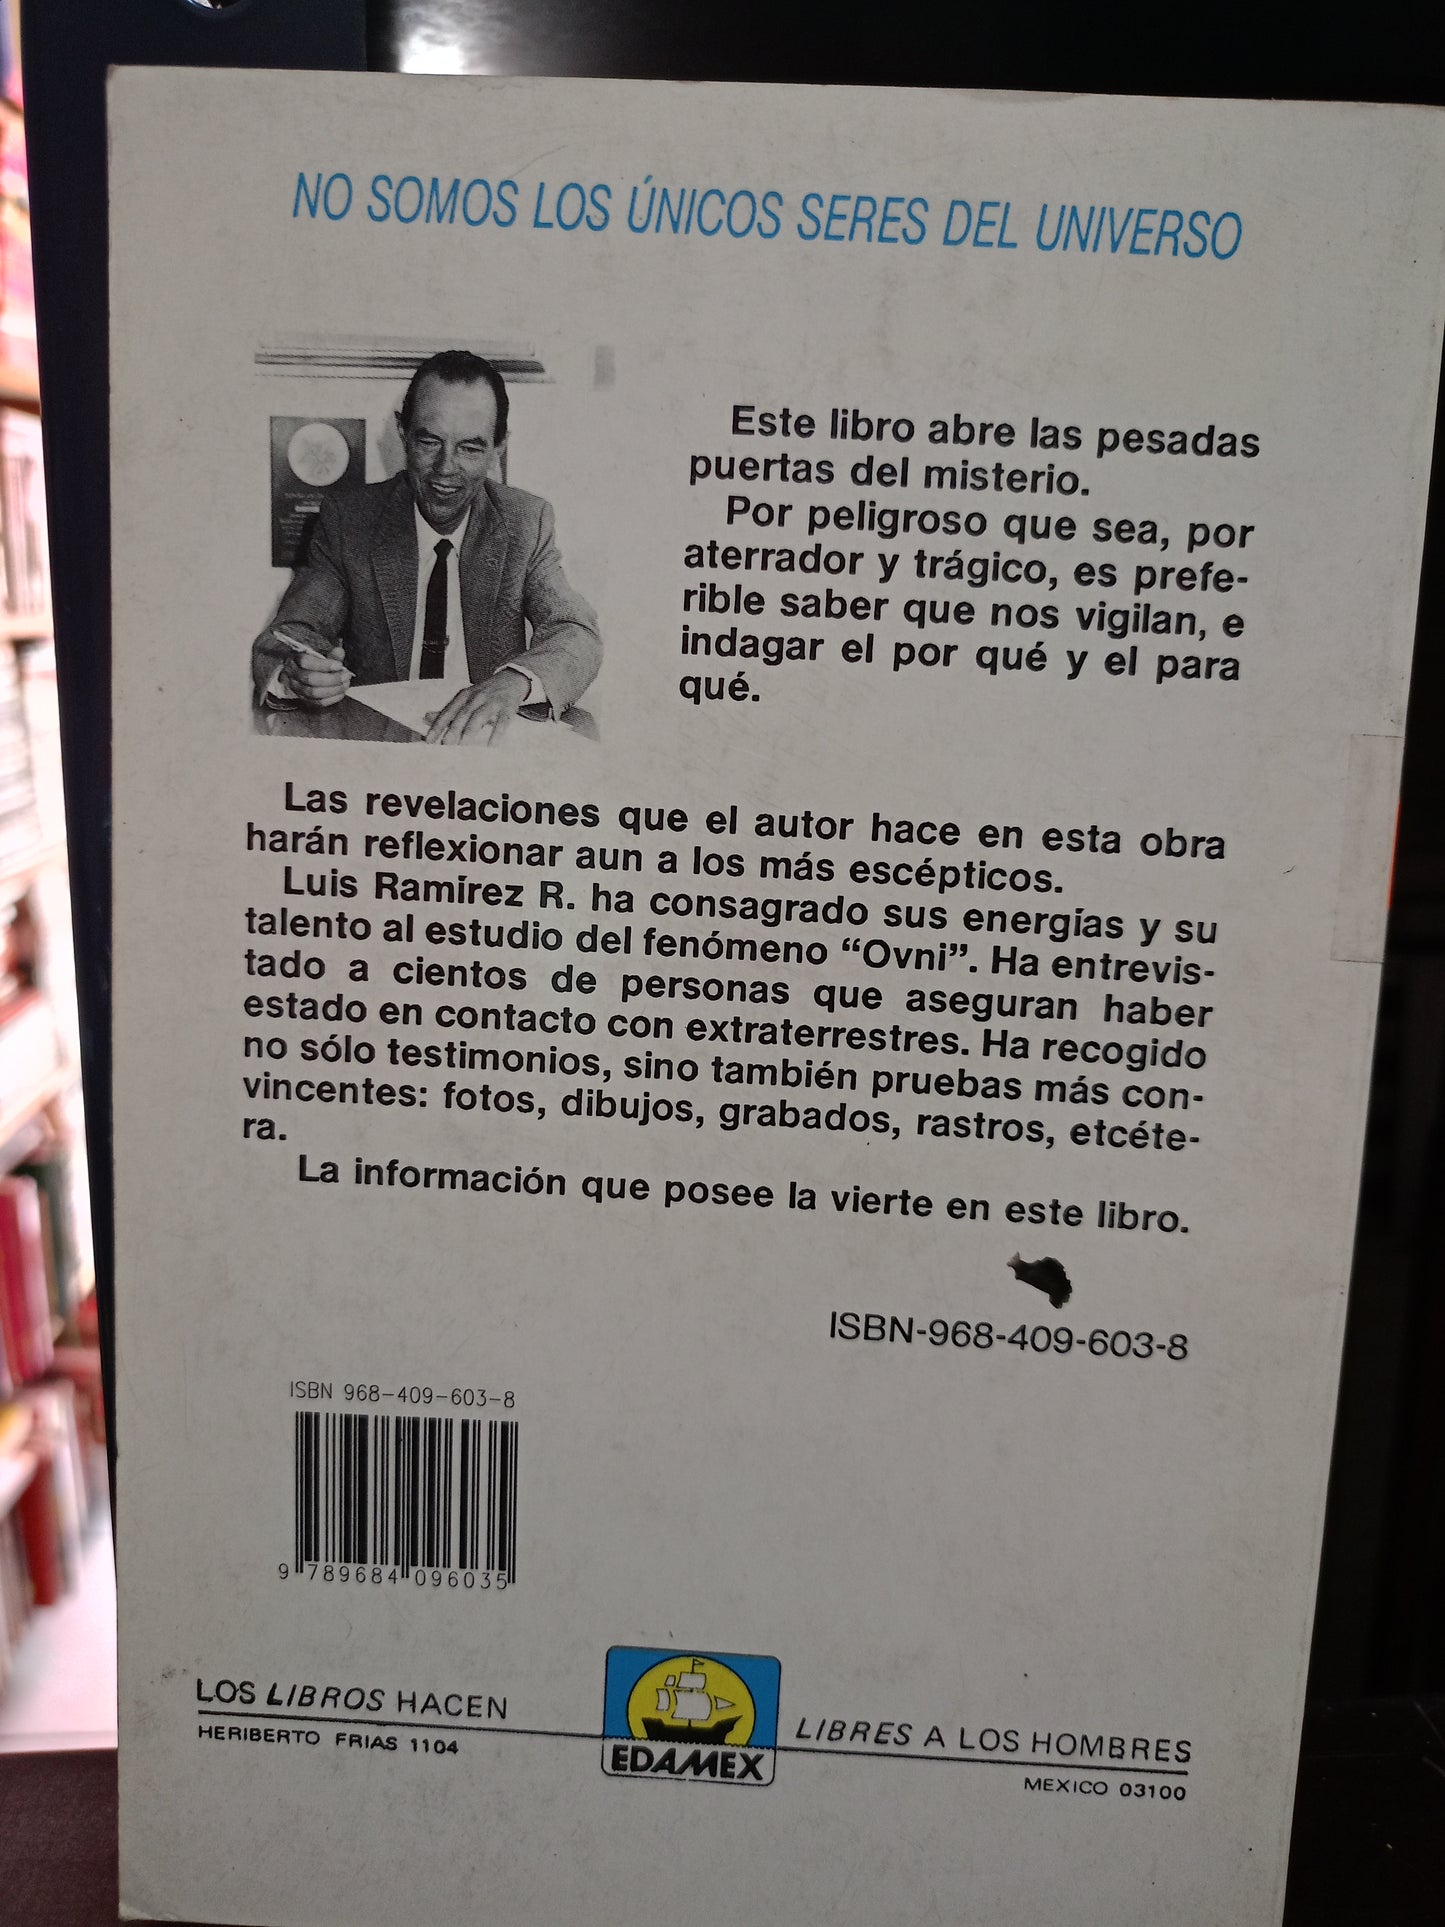 NO SOMOS LOS ÚNICOS SERES DEL UNIVERSO
Este libro abre las pesadas
puertas del misterio.
Por peligroso que sea, por
aterrador y trágico, es prefe-
rible saber que nos vigilan, e
indagar el por qué y el para
qué.
Las revelaciones que el autor hace en esta obra
harán reflexionar aun a los más escépticos.
Luis Ramírez R. ha consagrado sus energías y su
talento al estudio del fenómeno “Ovni”. Ha entrevis-
tado a cientos de personas que aseguran haber
estado en contacto con extraterrestres. Ha recogido
no sólo testimonios, sino también pruebas más con-
vincentes: fotos, dibujos, grabados, rastros, etcéte-
ra.
La información que posee la vierte en este libro.
ISBN-968-409-603-8
ISBN 968-409-603-8
9 789684 096035
LOS LIBROS HACEN
LIBRES A LOS HOMBRES
HERIBERTO FRIAS 1104
EDAMEX
MEXICO 03100